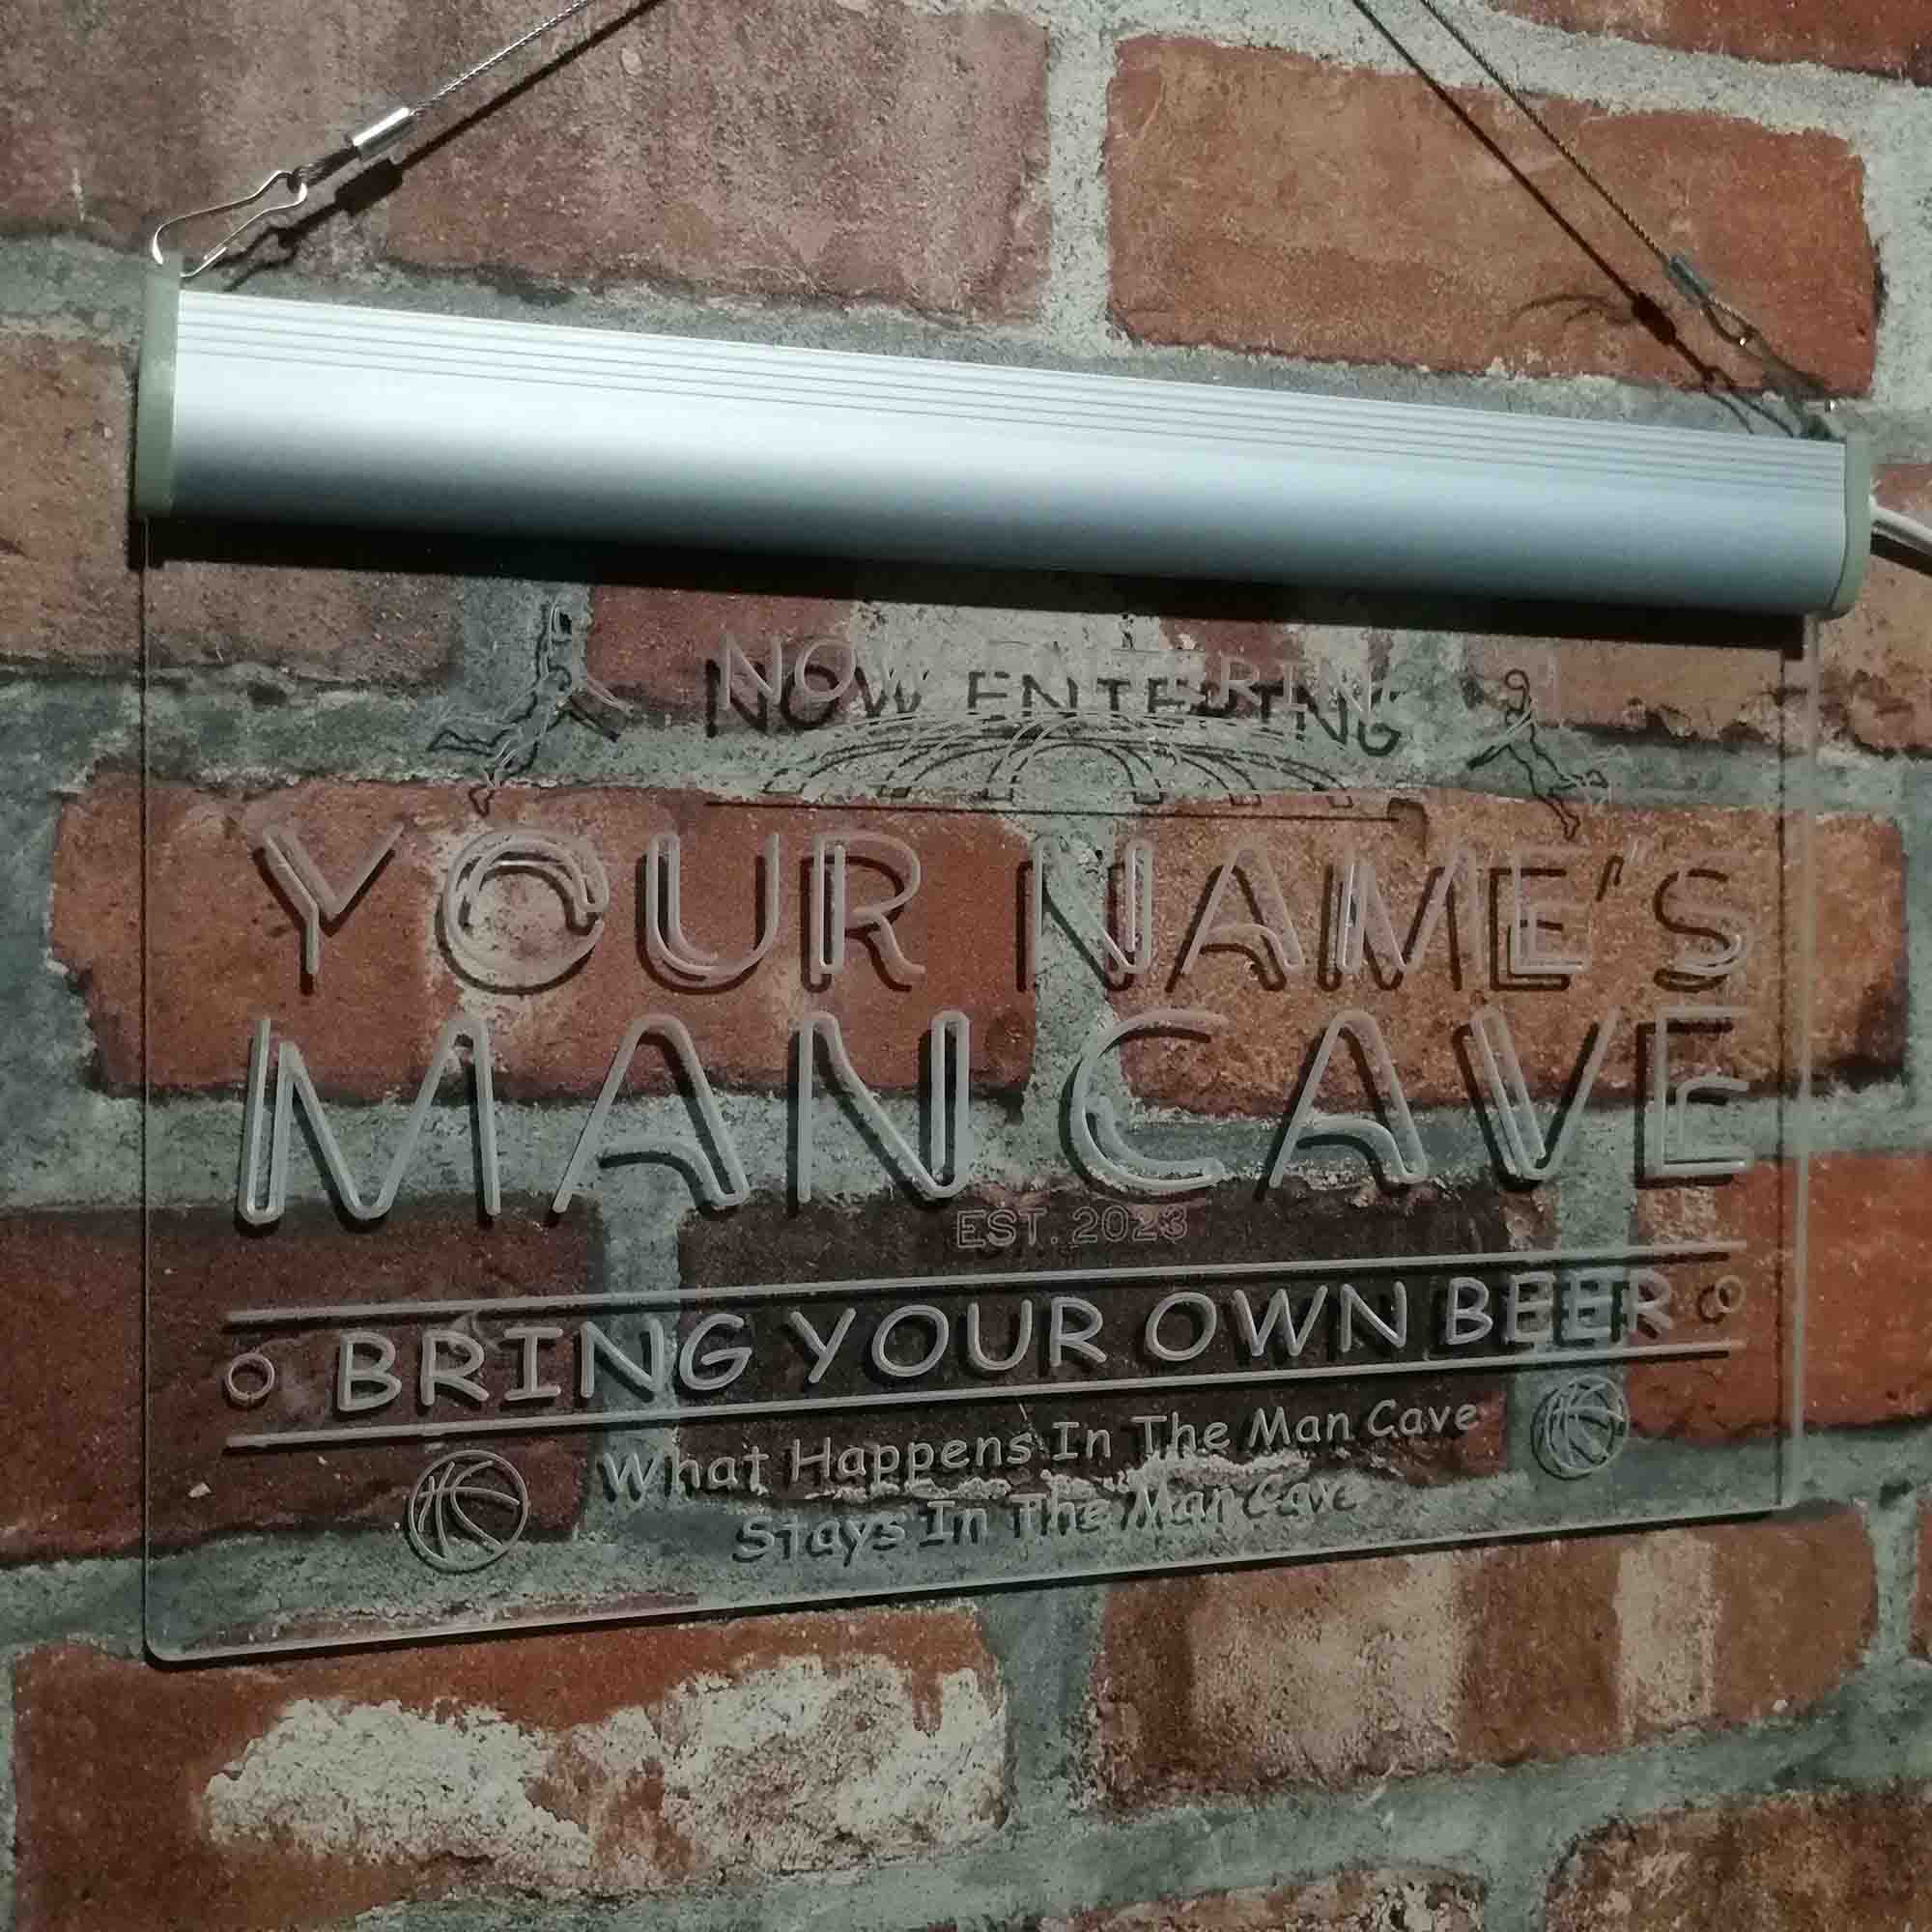 NOW ENTERING
YOUR NAME'S
MAN CAVE
EST. 2023
BRING YOUR OWN BEER
What Happens In The Man Cave
Stays In The Man Cave